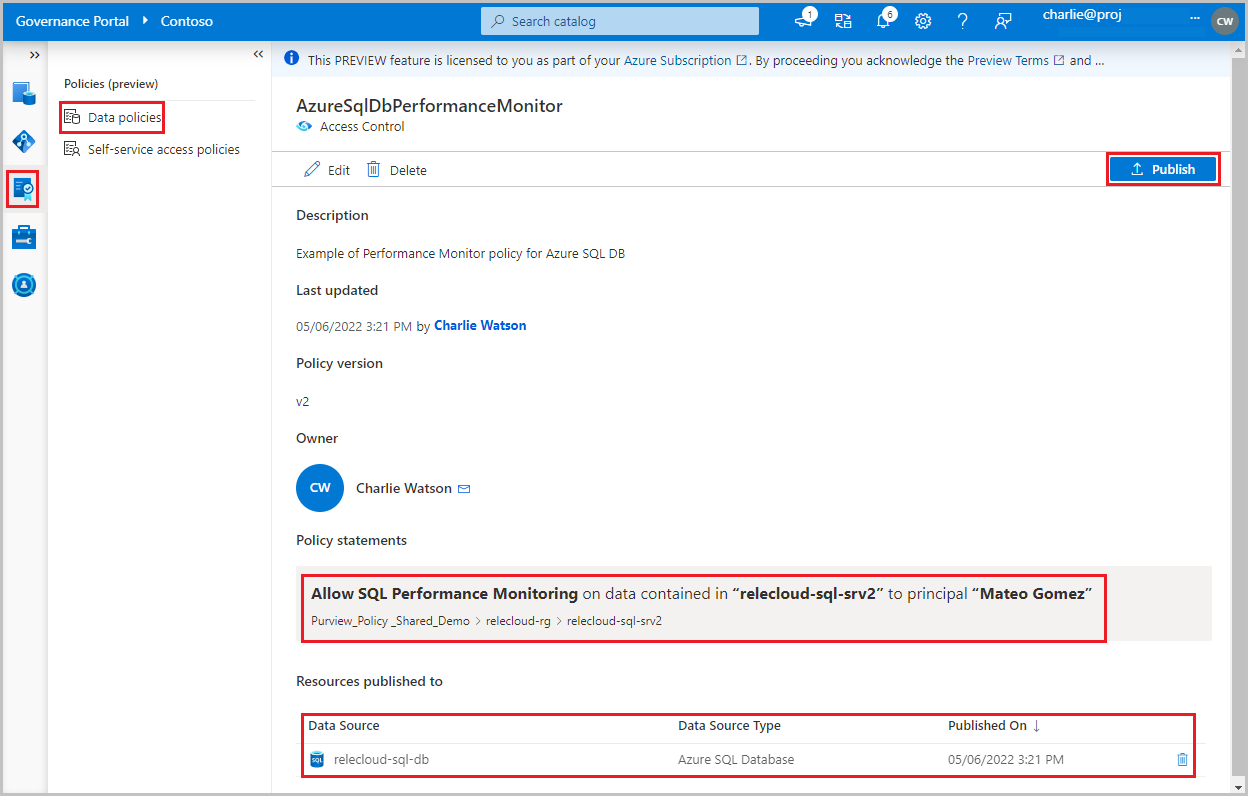 Governance Portal Contoso
Search catalog
1
6
charlie@proj
...
CW
Policies (preview)
Data policies
Self-service access policies
This PREVIEW feature is licensed to you as part of your Azure Subscription . By proceeding you acknowledge the Preview Terms and ...
AzureSqlDbPerformanceMonitor
Access Control
Edit Delete
Publish
Description
Example of Performance Monitor policy for Azure SQL DB
Last updated
05/06/2022 3:21 PM by Charlie Watson
Policy version
v2
Owner
CW
Charlie Watson
Policy statements
Allow SQL Performance Monitoring on data contained in “relecloud-sql-srv2” to principal “Mateo Gomez”
Purview_Policy _Shared_Demo > relecloud-rg > relecloud-sql-srv2
Resources published to
Data Source Data Source Type Published On ↓
SQL relecloud-sql-db Azure SQL Database 05/06/2022 3:21 PM